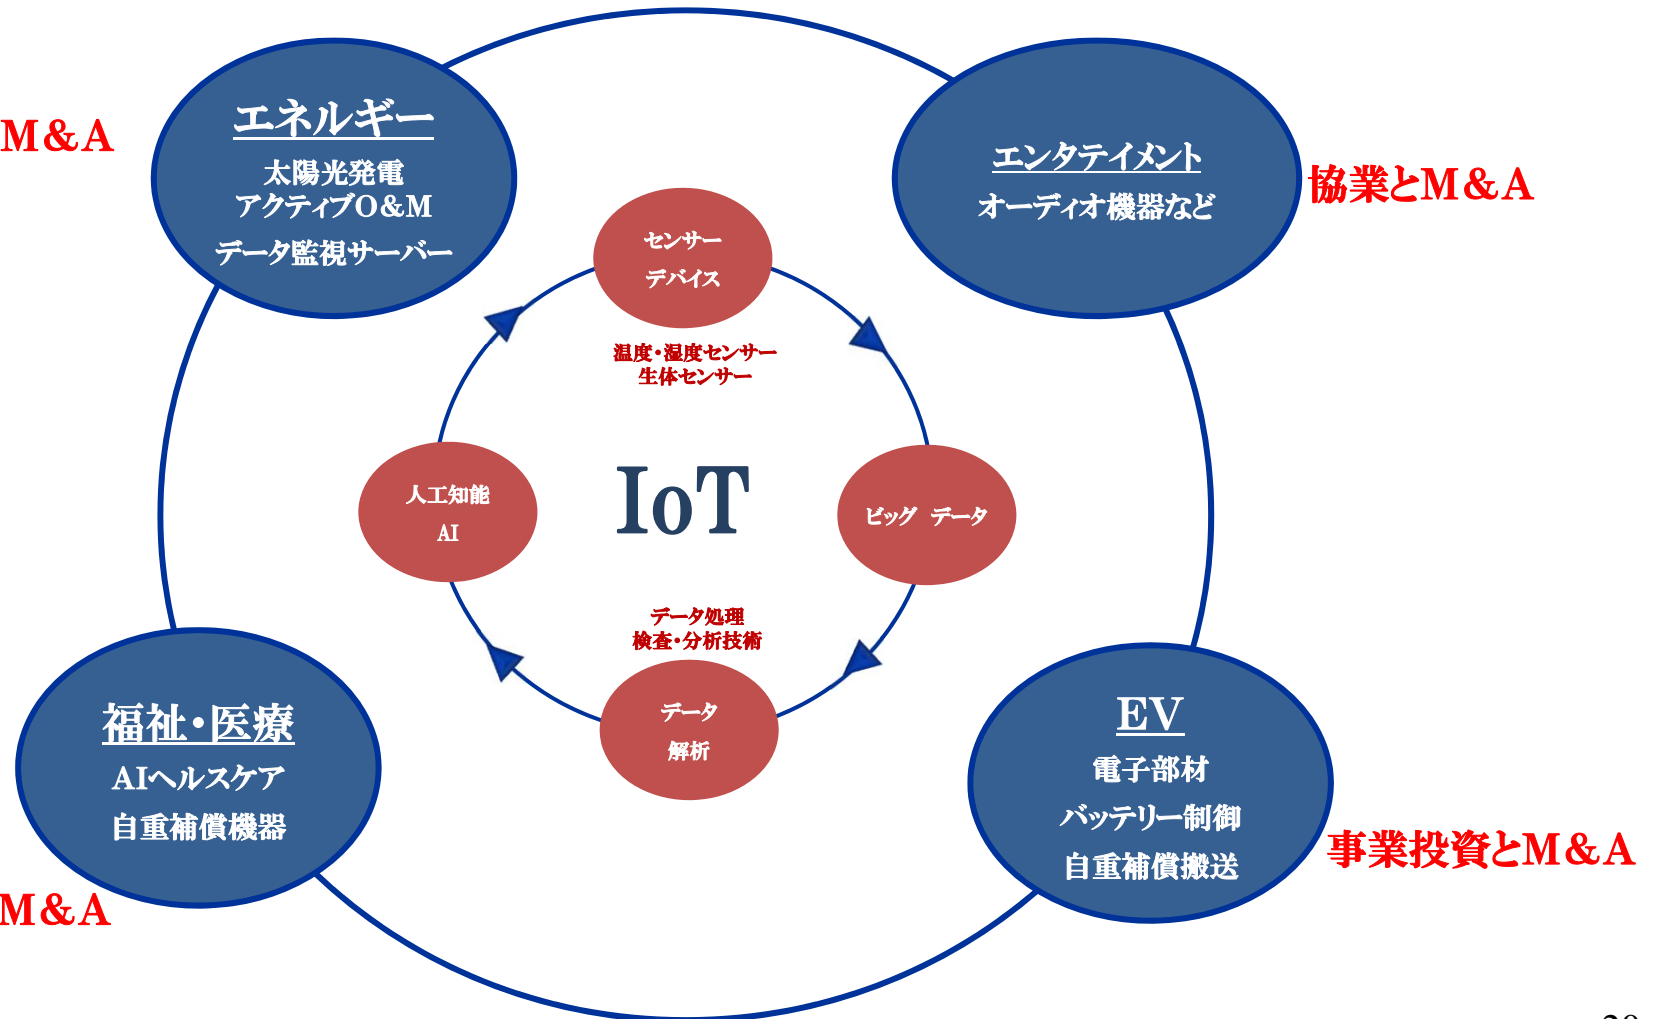 M&A
エネルギー
太陽光発電
アクティブO&M
データ監視サーバー
エンタテイメント
オーディオ機器など
協業とM&A
センサー
デバイス
温度・湿度センサー
生体センサー
人工知能
AI
IoT
ビッグ データ
データ処理
検査・分析技術
データ
解析
福祉・医療
AIヘルスケア
自重補償機器
M&A
EV
電子部材
バッテリー制御
自重補償搬送
事業投資とM&A